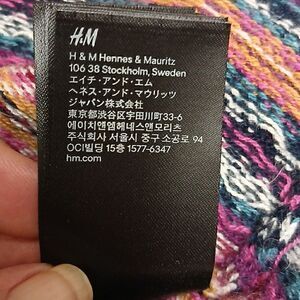 H&M
H & M Hennes & Mauritz
106 38 Stockholm, Sweden
エイチ・アンド・エム
ヘネス・アンド・マウリッツ
ジャパン株式会社
東京都渋谷区宇田川町33-6
에이치앤엠헤네스앤모리츠
주식회사 서울시 중구 소공로 94
OCI빌딩 15층 1577-6347
hm.com